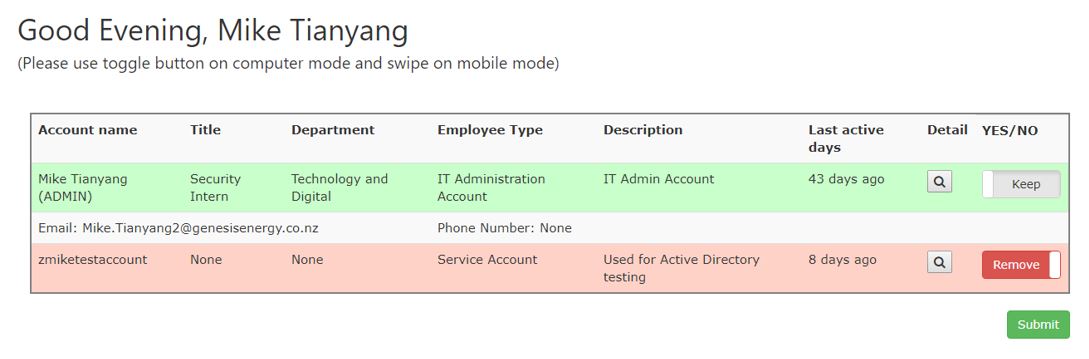 Good Evening, Mike Tianyang
(Please use toggle button on computer mode and swipe on mobile mode)
Account name Title Department Employee Type Description Last active days Detail YES/NO
Mike Tianyang (ADMIN) Security Intern Technology and Digital IT Administration Account IT Admin Account 43 days ago Keep
Email: Mike.Tianyang2@genesisenergy.co.nz Phone Number: None
zmiketestaccount None None Service Account Used for Active Directory testing 8 days ago Remove
Submit